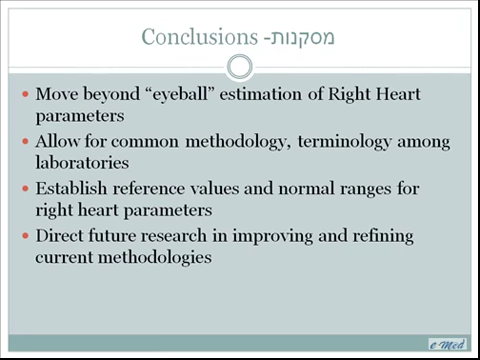 Conclusions -מסקנות
Move beyond “eyeball” estimation of Right Heart
parameters
Allow for common methodology, terminology among
laboratories
Establish reference values and normal ranges for
right heart parameters
Direct future research in improving and refining
current methodologies
e-Med